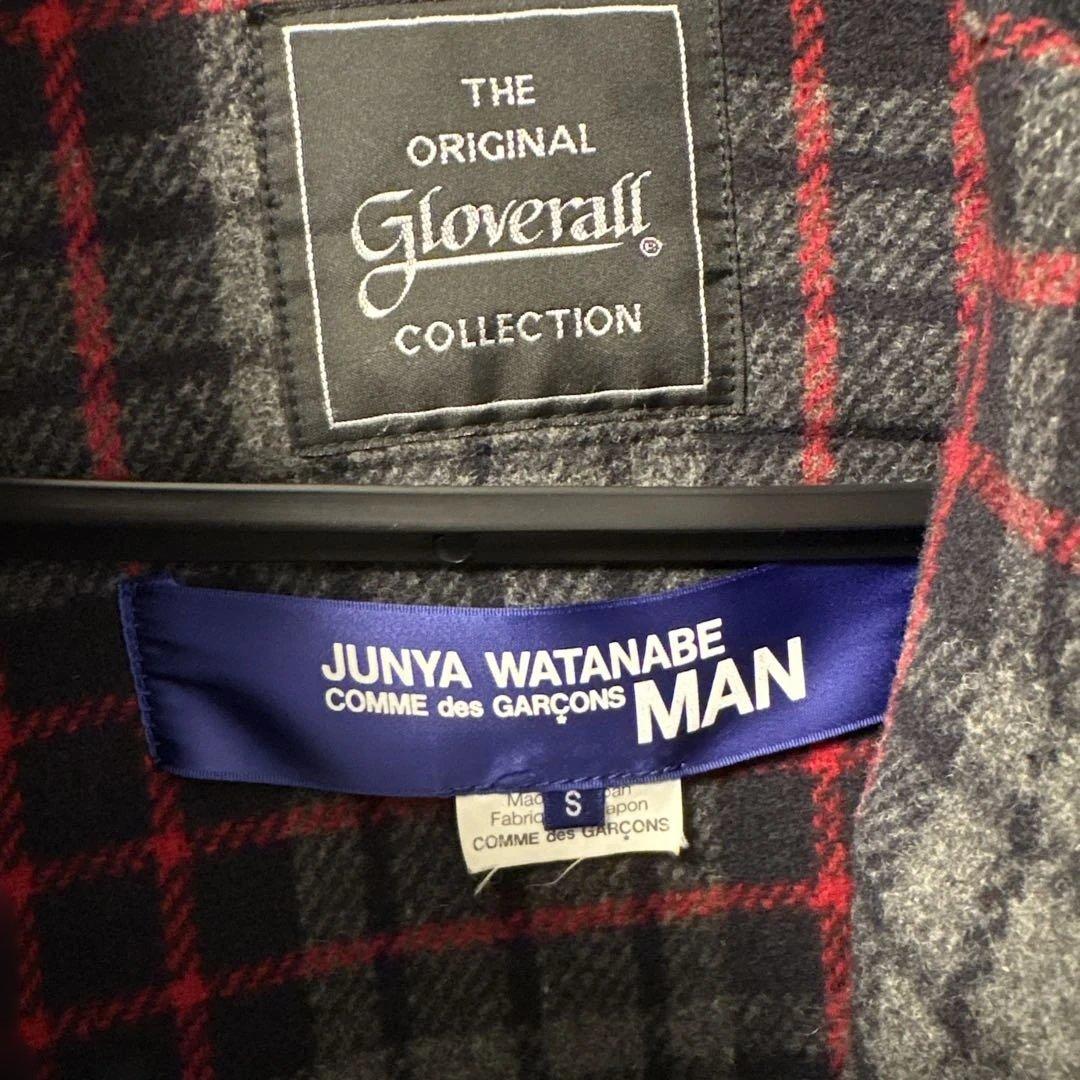 THE
ORIGINAL
Gloverall®
COLLECTION
JUNYA WATANABE
COMME des GARÇONS MAN
S
COMME des GARÇONS